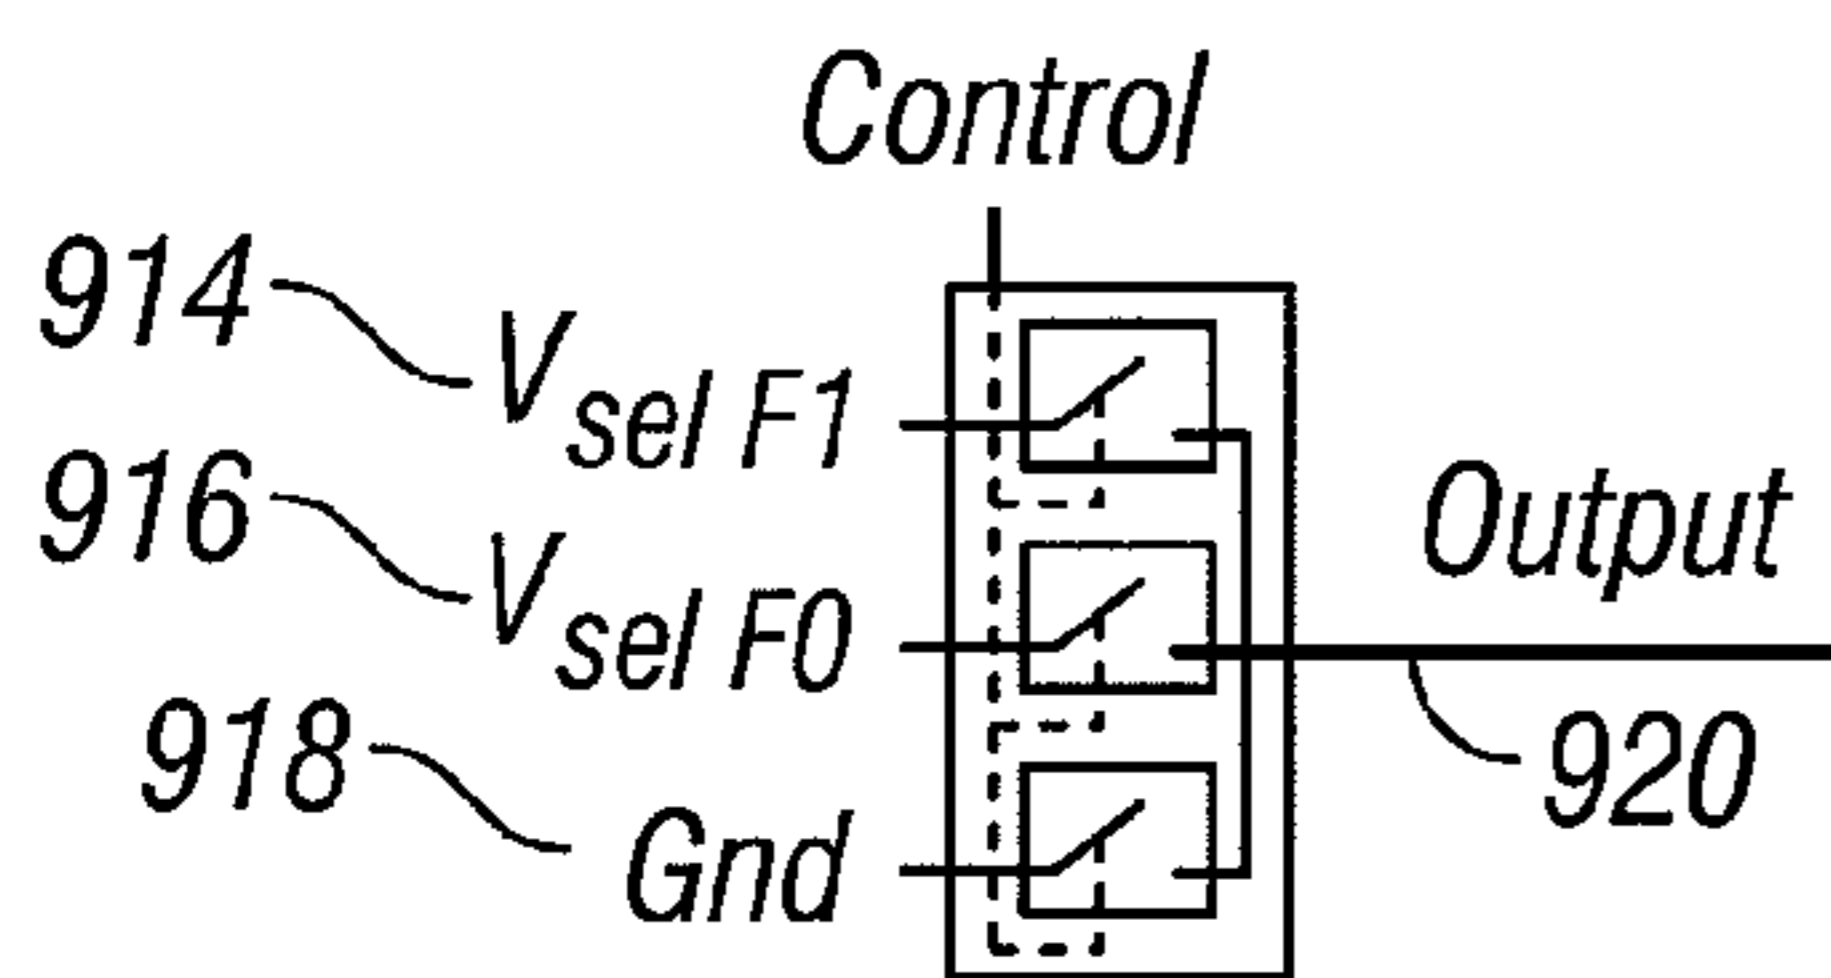 Control
914
V sel F1
916
V sel F0
Output
918
Gnd
920